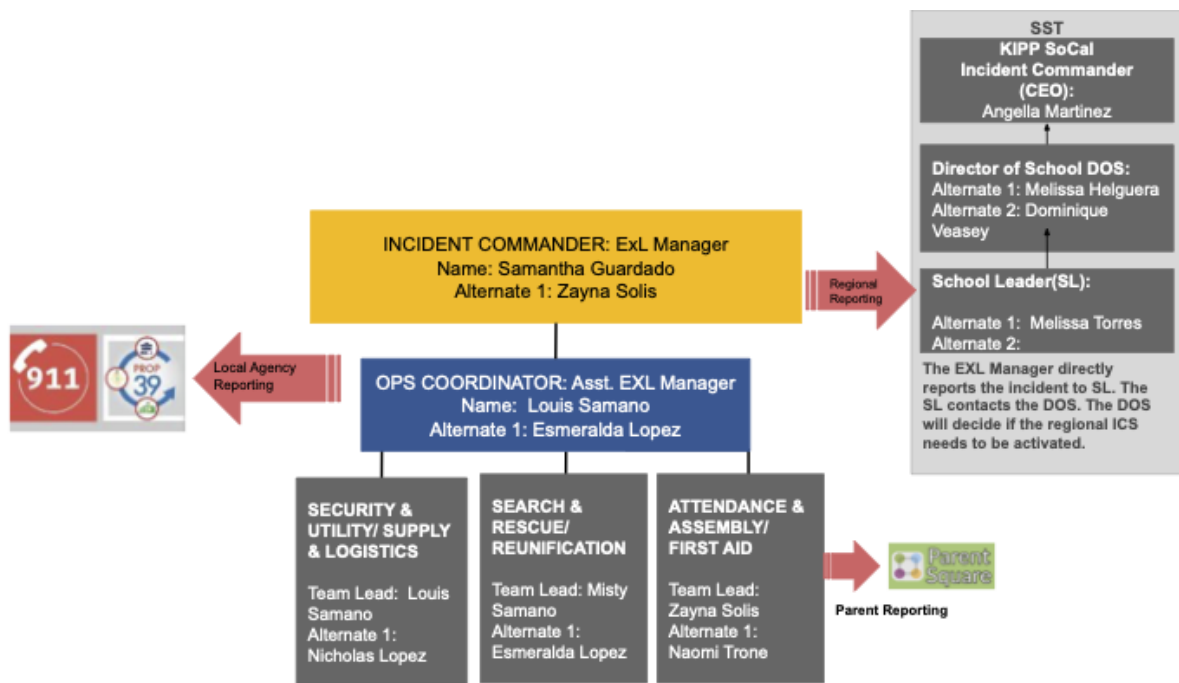 SST
KIPP SoCal
Incident Commander
(CEO):
Angella Martinez
Director of School DOS:
Alternate 1: Melissa Helguera
Alternate 2: Dominique
Veasey
School Leader(SL):
Alternate 1:  Melissa Torres
Alternate 2:
The EXL Manager directly
reports the incident to SL. The
SL contacts the DOS. The DOS
will decide if the regional ICS
needs to be activated.
INCIDENT COMMANDER: ExL Manager
Name: Samantha Guardado
Alternate 1: Zayna Solis
Regional
Reporting
911
PROP
39
Local Agency
Reporting
OPS COORDINATOR: Asst. EXL Manager
Name:  Louis Samano
Alternate 1: Esmeralda Lopez
SECURITY &
UTILITY/ SUPPLY
& LOGISTICS
Team Lead:  Louis
Samano
Alternate 1:
Nicholas Lopez
SEARCH &
RESCUE/
REUNIFICATION
Team Lead: Misty
Samano
Alternate 1:
Esmeralda Lopez
ATTENDANCE &
ASSEMBLY/
FIRST AID
Team Lead:
Zayna Solis
Alternate 1:
Naomi Trone
Parent
Square
Parent Reporting